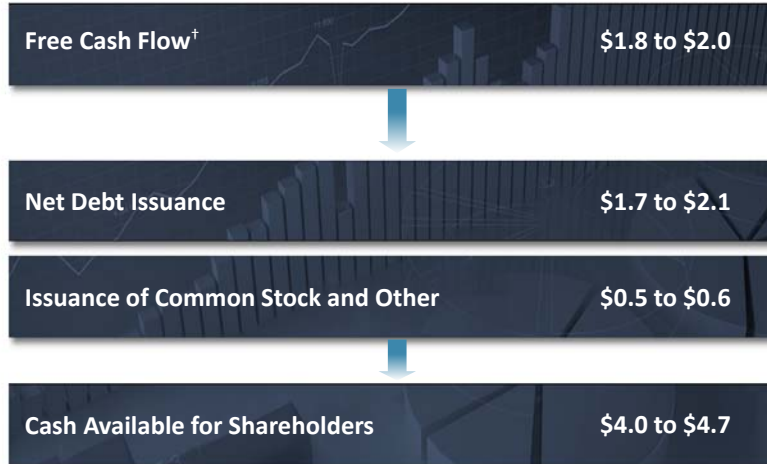 Free Cash Flow† $1.8 to $2.0
Net Debt Issuance $1.7 to $2.1
Issuance of Common Stock and Other $0.5 to $0.6
Cash Available for Shareholders $4.0 to $4.7